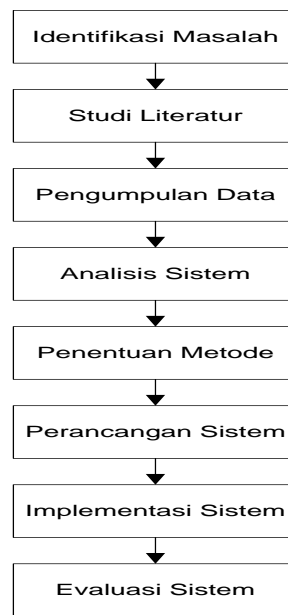 Identifikasi Masalah
Studi Literatur
Pengumpulan Data
Analisis Sistem
Penentuan Metode
Perancangan Sistem
Implementasi Sistem
Evaluasi Sistem